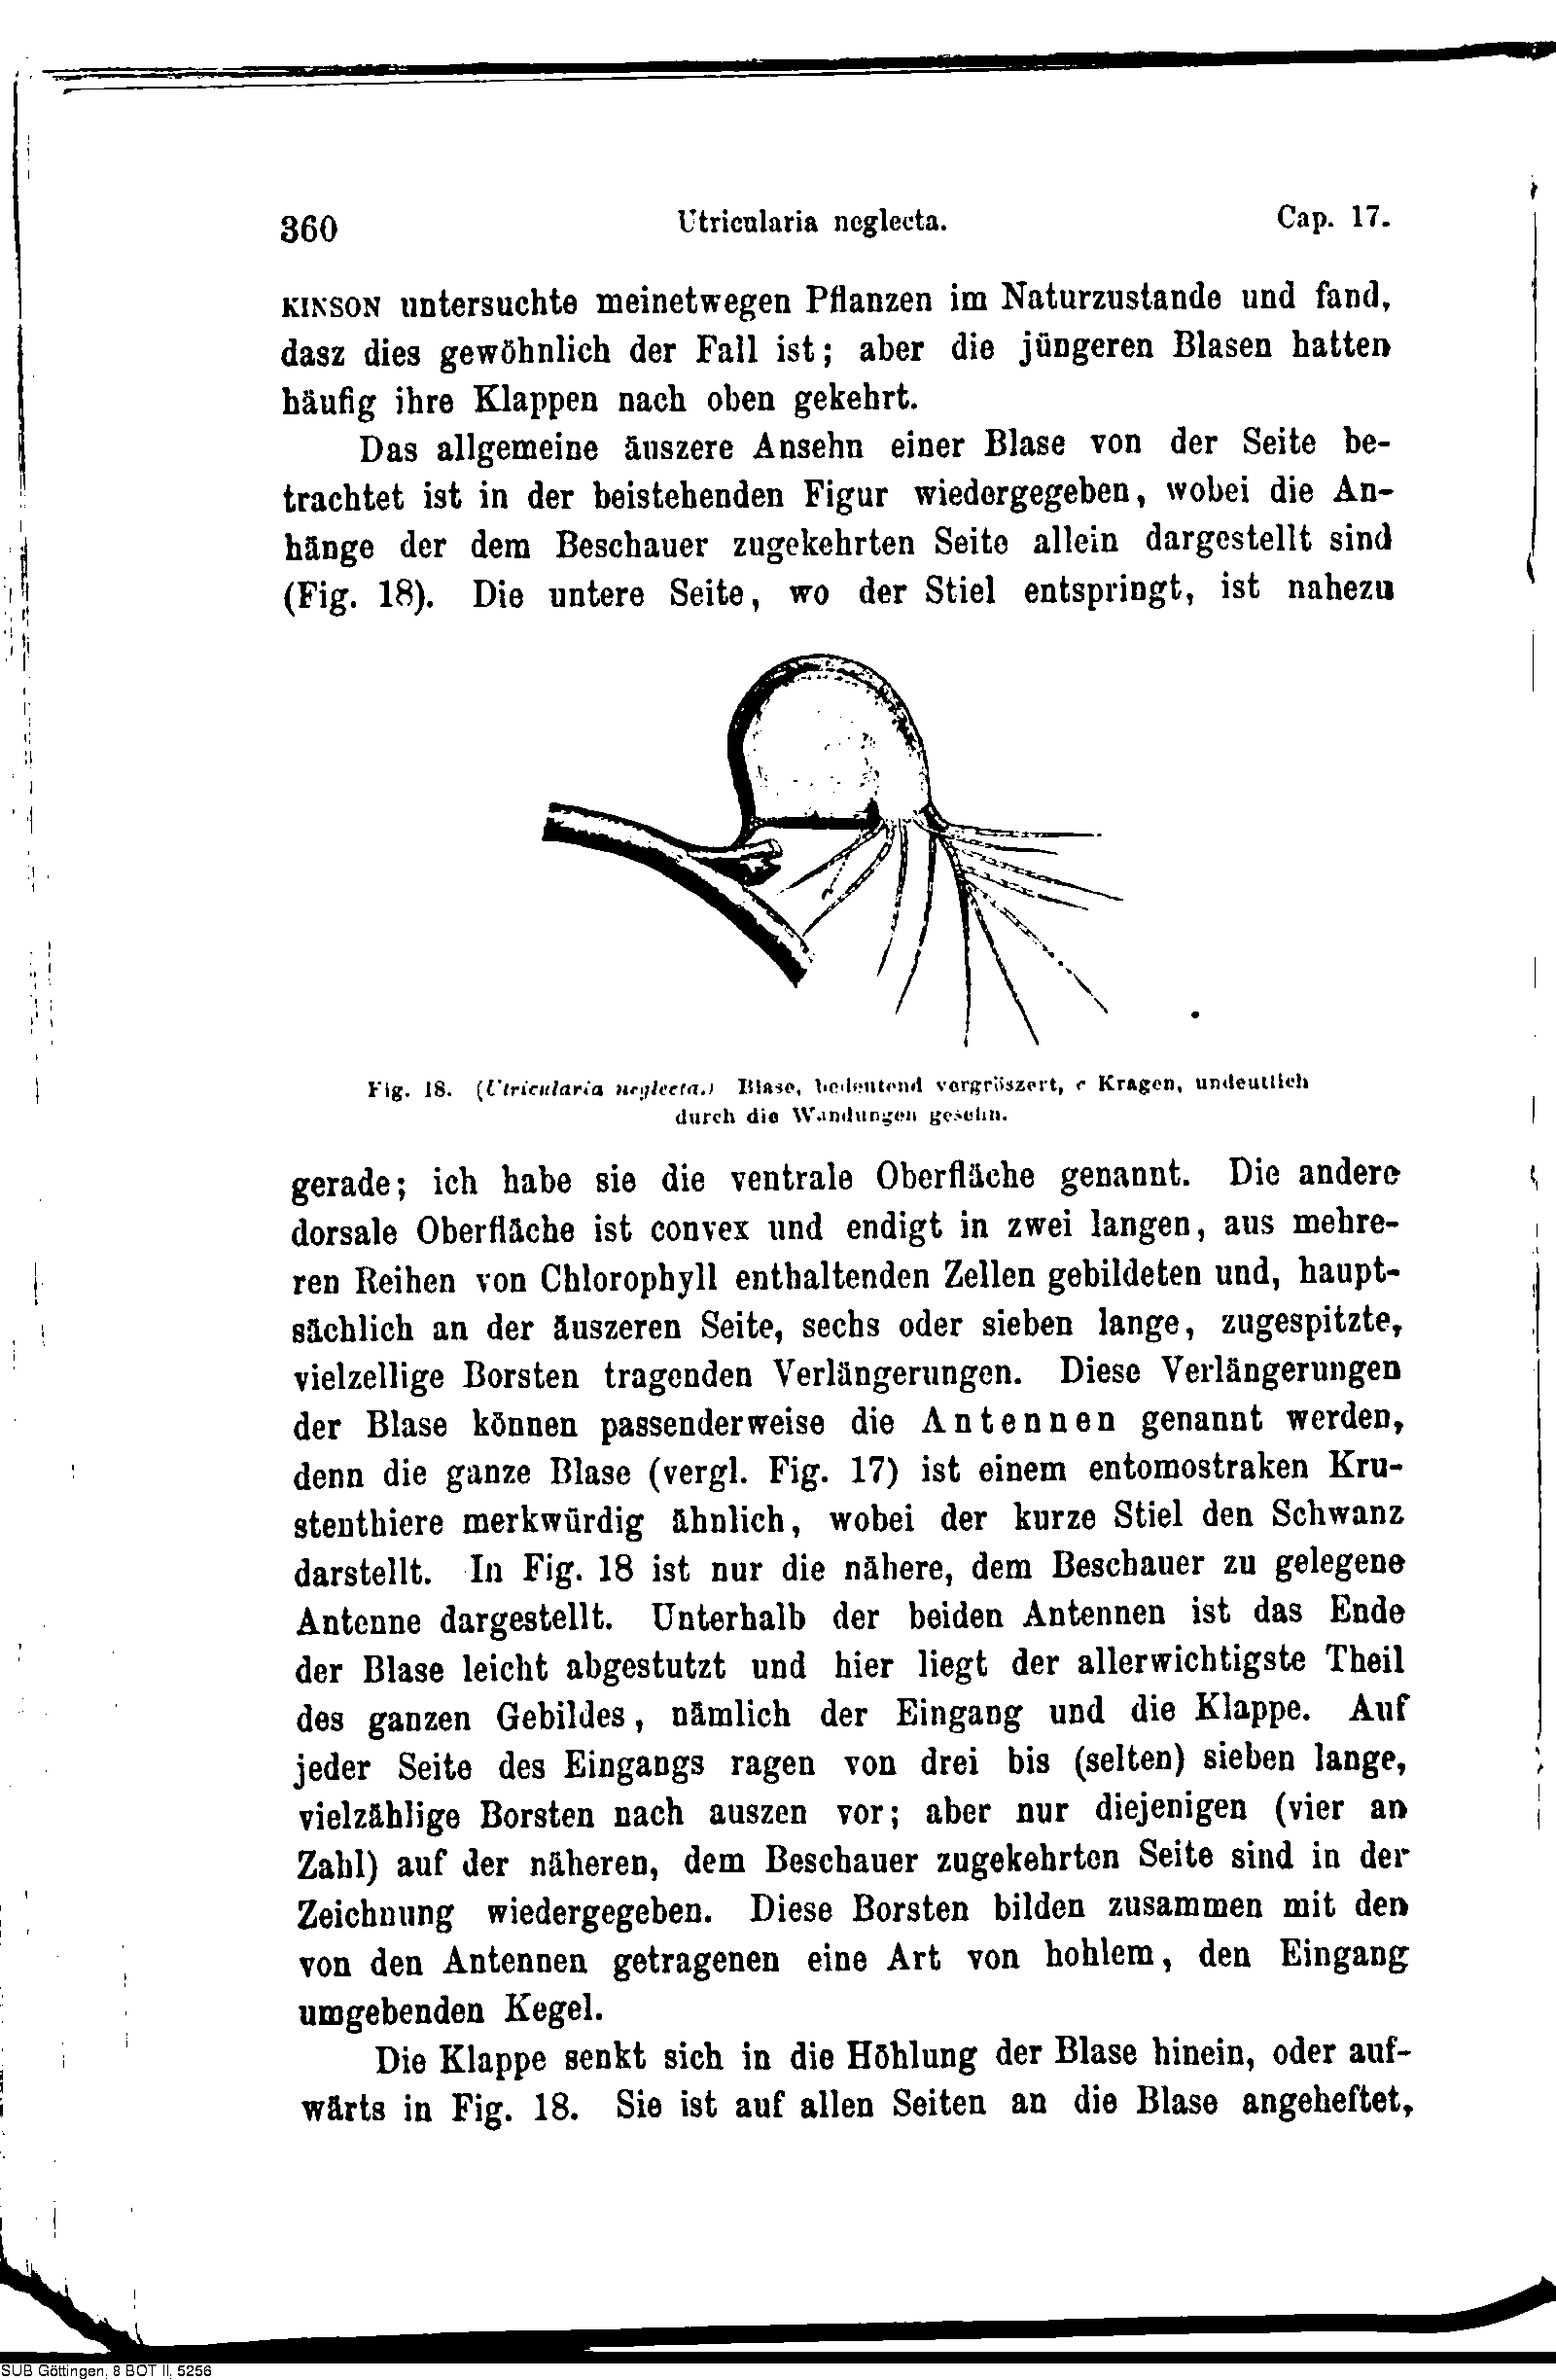 360 Utricularia neglecta. Cap. 17.
KINSON untersuchte meinetwegen Pflanzen im Naturzustande und fand,
dasz dies gewöhnlich der Fall ist; aber die jüngeren Blasen hatten
häufig ihre Klappen nach oben gekehrt.
Das allgemeine äuszere Ansehn einer Blase von der Seite be-
trachtet ist in der beistehenden Figur wiedergegeben, wobei die An-
hänge der dem Beschauer zugekehrten Seite allein dargestellt sind
(Fig. 18). Die untere Seite, wo der Stiel entspringt, ist nahezu
Fig. 18. (Utricularia neglecta.) Blase, bedeutend vergröszert, c Kragen, undeutlich
durch die Wandungen gesehn.
gerade; ich habe sie die ventrale Oberfläche genannt. Die andere
dorsale Oberfläche ist convex und endigt in zwei langen, aus mehre-
ren Reihen von Chlorophyll enthaltenden Zellen gebildeten und, haupt-
sächlich an der äuszeren Seite, sechs oder sieben lange, zugespitzte,
vielzellige Borsten tragenden Verlängerungen. Diese Verlängerungen
der Blase können passenderweise die Antennen genannt werden,
denn die ganze Blase (vergl. Fig. 17) ist einem entomostraken Kru-
stenthiere merkwürdig ähnlich, wobei der kurze Stiel den Schwanz
darstellt. In Fig. 18 ist nur die nähere, dem Beschauer zu gelegene
Antenne dargestellt. Unterhalb der beiden Antennen ist das Ende
der Blase leicht abgestutzt und hier liegt der allerwichtigste Theil
des ganzen Gebildes, nämlich der Eingang und die Klappe. Auf
jeder Seite des Eingangs ragen von drei bis (selten) sieben lange,
vielzählige Borsten nach auszen vor; aber nur diejenigen (vier an
Zahl) auf der näheren, dem Beschauer zugekehrten Seite sind in der
Zeichnung wiedergegeben. Diese Borsten bilden zusammen mit den
von den Antennen getragenen eine Art von hohlem, den Eingang
umgebenden Kegel.
Die Klappe senkt sich in die Höhlung der Blase hinein, oder auf-
wärts in Fig. 18. Sie ist auf allen Seiten an die Blase angeheftet,
SUB Göttingen, 8 BOT II, 5256